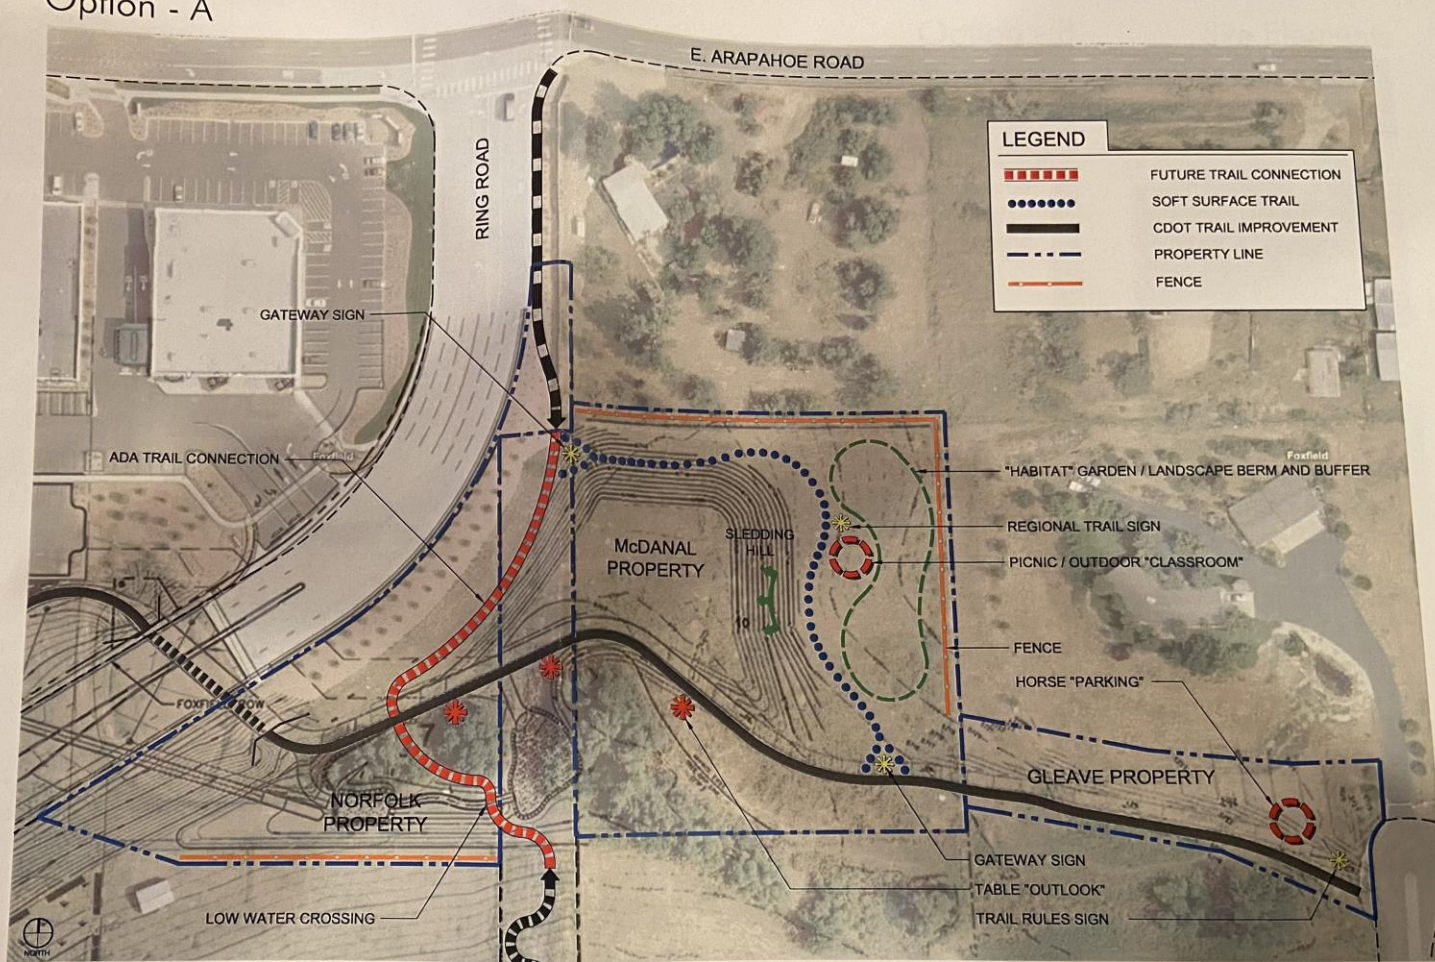 Option - A
E. ARAPAHOE ROAD
RING ROAD
LEGEND
FUTURE TRAIL CONNECTION
SOFT SURFACE TRAIL
CDOT TRAIL IMPROVEMENT
PROPERTY LINE
FENCE
GATEWAY SIGN
ADA TRAIL CONNECTION
Foxfield
Foxfield
"HABITAT" GARDEN / LANDSCAPE BERM AND BUFFER
REGIONAL TRAIL SIGN
PICNIC / OUTDOOR "CLASSROOM"
SLEDDING
HILL
McDANAL
PROPERTY
10
FENCE
HORSE "PARKING"
GLEAVE PROPERTY
NORFOLK
PROPERTY
GATEWAY SIGN
TABLE "OUTLOOK"
TRAIL RULES SIGN
LOW WATER CROSSING
NORTH